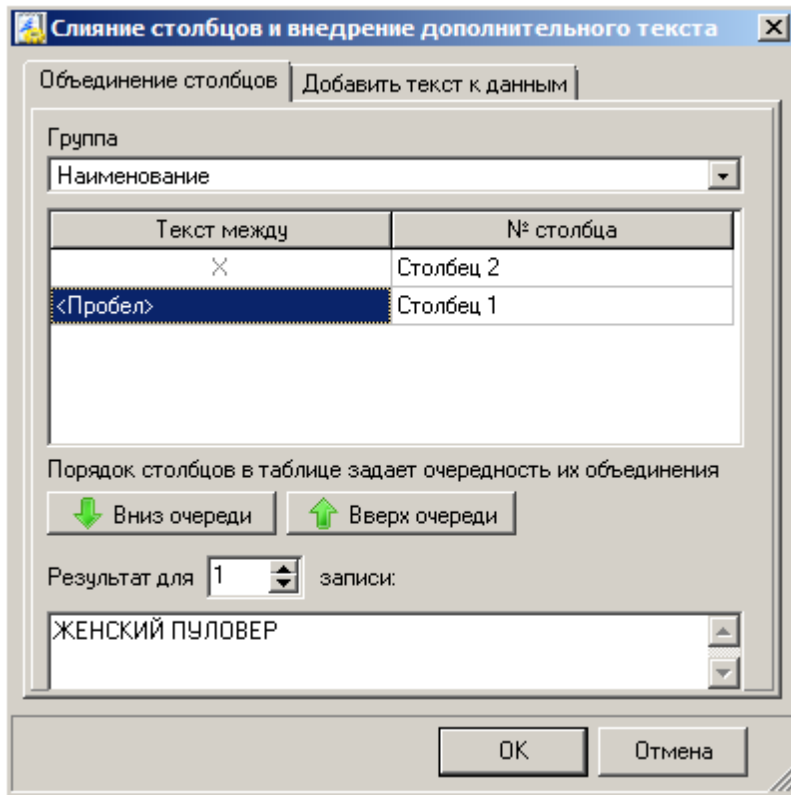 Слияние столбцов и внедрение дополнительного текста
Объединение столбцов Добавить текст к данным
Группа
Наименование
Текст между № столбца
X Столбец 2
<Пробел> Столбец 1
Порядок столбцов в таблице задает очередность их объединения
Вниз очереди Вверх очереди
Результат для 1 записи:
ЖЕНСКИЙ ПУЛОВЕР
OK Отмена